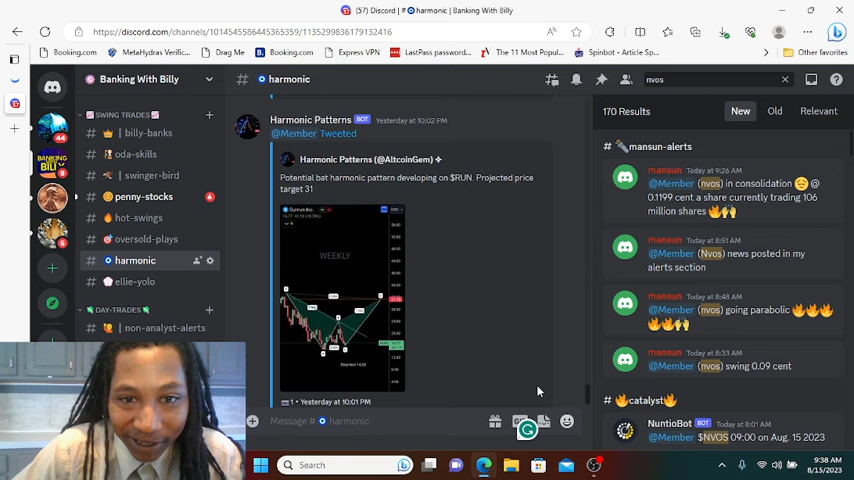 (57) Discord | # harmonic | Banking With Billy
https://discord.com/channels/1014545586445365359/113529986137679132416
Booking.com
MetaHydras Verific...
Drag Me
Booking.com
Express VPN
LastPass password...
The 11 Most Popul...
Spinbot - Article Sp...
Other favorites
Banking With Billy
harmonic
nvos
SWING TRADES
billy-banks
oda-skills
swinger-bird
penny-stocks
6
hot-swings
oversold-plays
harmonic
ellie-yolo
DAY-TRADES
non-analyst-alerts
44
8
6
Harmonic Patterns BOT Yesterday at 10:02 PM
@Member Tweeted
Harmonic Patterns (@AltcoinGem)
Potential bat harmonic pattern developing on $RUN. Projected price
target 31
Sunrun Inc.
WEEKLY
1 • Yesterday at 10:01 PM
Message # harmonic
170 Results
New
Old
Relevant
# mansun-alerts
mansun Today at 9:26 AM
@Member (nvos) in consolidation @
0.1199 cent a share currently trading 106
million shares
mansun Today at 8:51 AM
@Member (Nvos) news posted in my
alerts section
mansun Today at 8:48 AM
@Member (nvos) going parabolic
mansun Today at 8:33 AM
@Member (nvos) swing 0.09 cent
# catalyst
NuntioBot BOT Today at 8:01 AM
@Member $NVOS 09:00 on Aug. 15 2023
Search
9:38 AM
8/15/2023